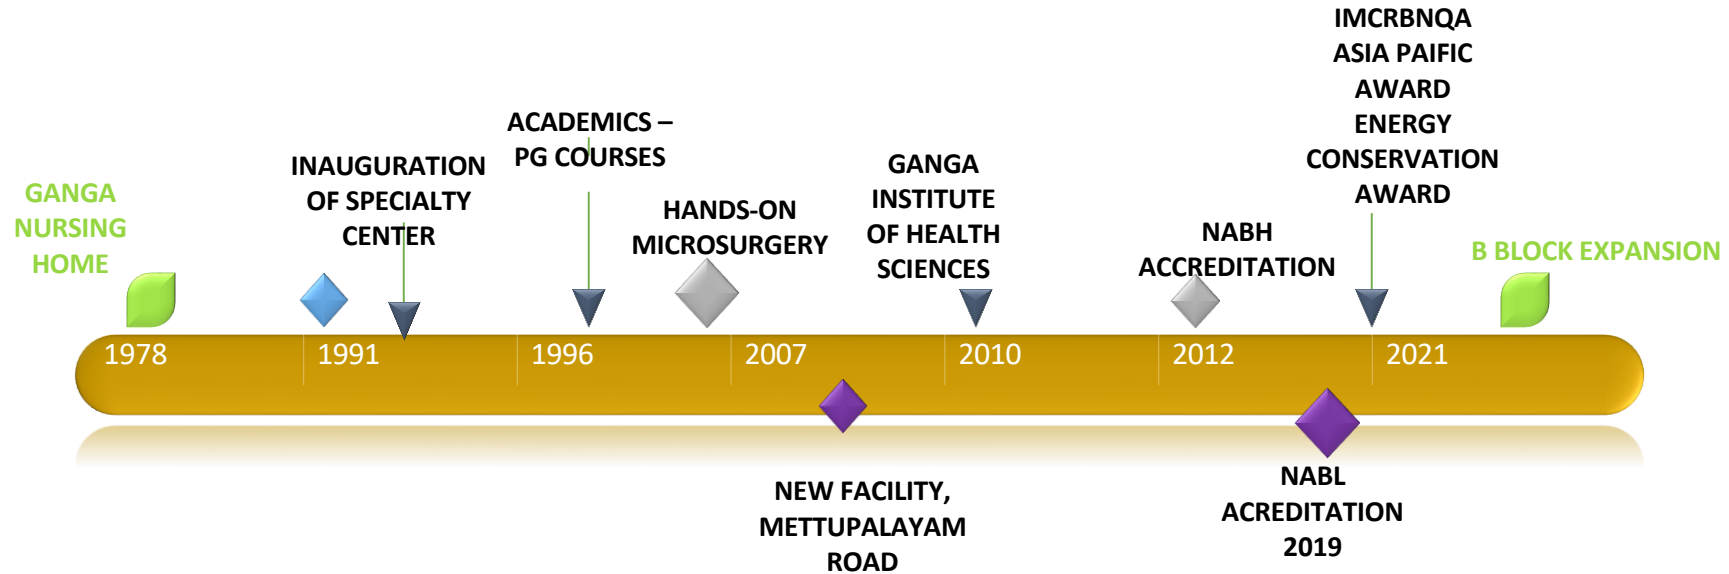 GANGA
NURSING
HOME
INAUGURATION
OF SPECIALTY
CENTER
ACADEMICS –
PG COURSES
HANDS-ON
MICROSURGERY
GANGA
INSTITUTE
OF HEALTH
SCIENCES
NABH
ACCREDITATION
IMCRBNQA
ASIA PAIFIC
AWARD
ENERGY
CONSERVATION
AWARD
B BLOCK EXPANSION
1978
1991
1996
2007
2010
2012
2021
NEW FACILITY,
METTUPALAYAM
ROAD
NABL
ACREDITATION
2019